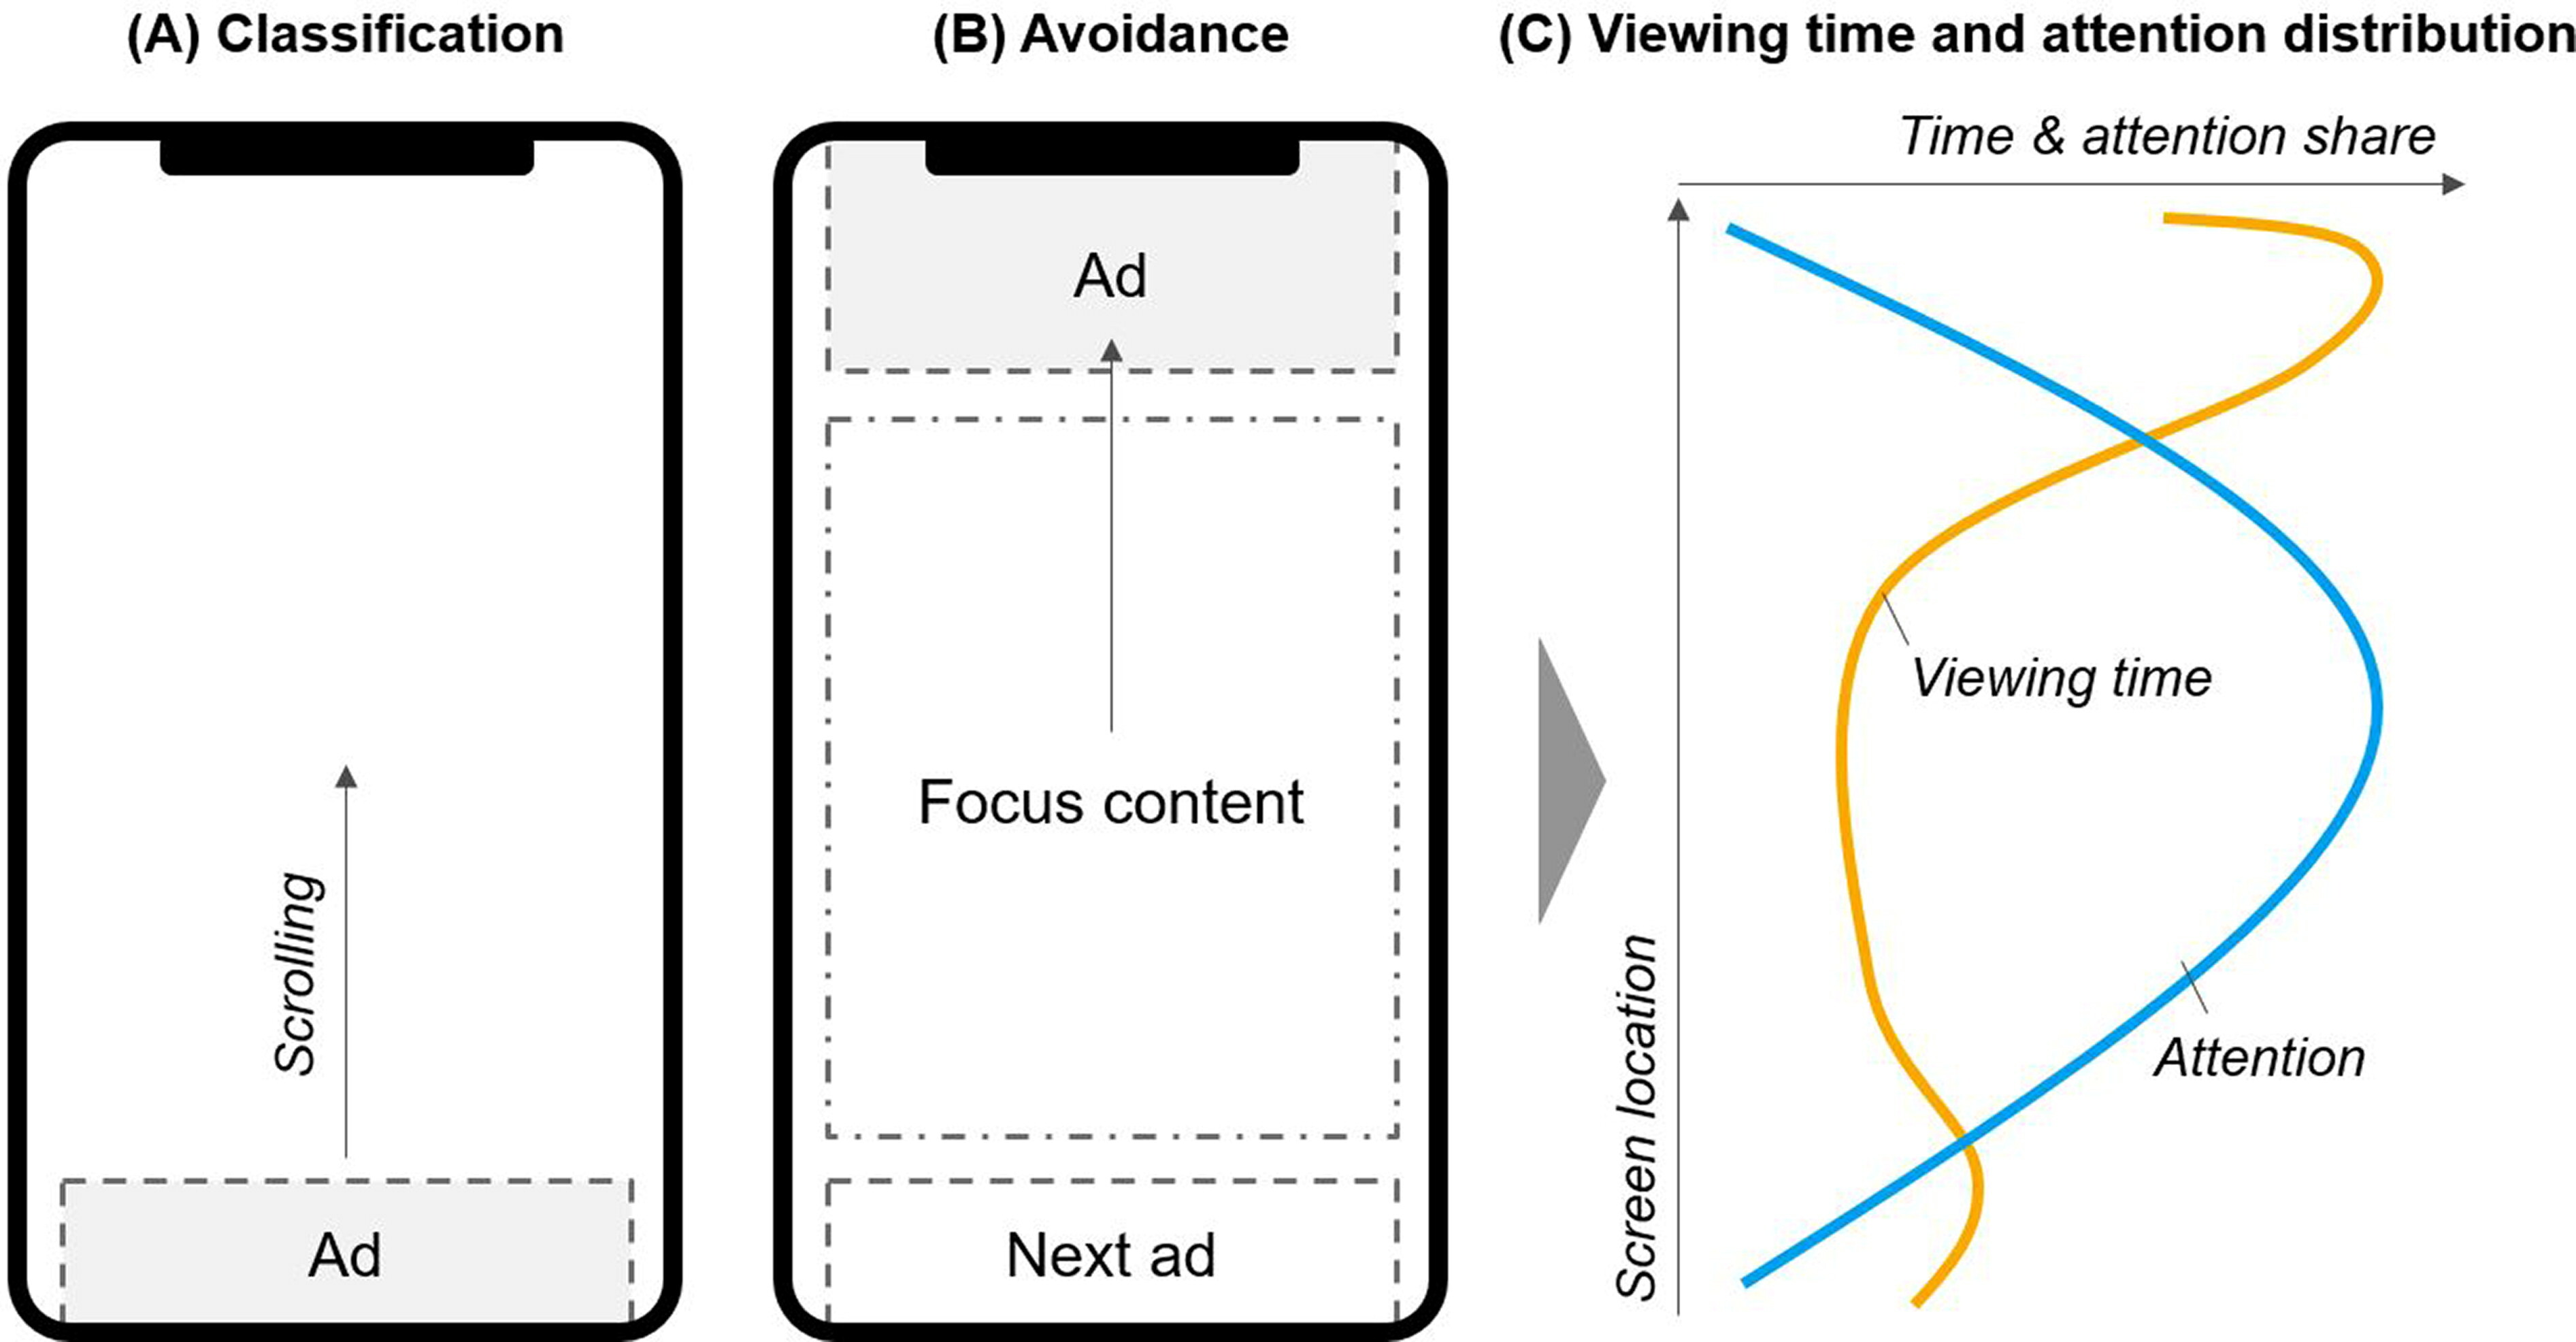 (A) Classification
Scrolling
Ad
(B) Avoidance
Ad
Focus content
Next ad
(C) Viewing time and attention distribution
Time & attention share
Screen location
Viewing time
Attention